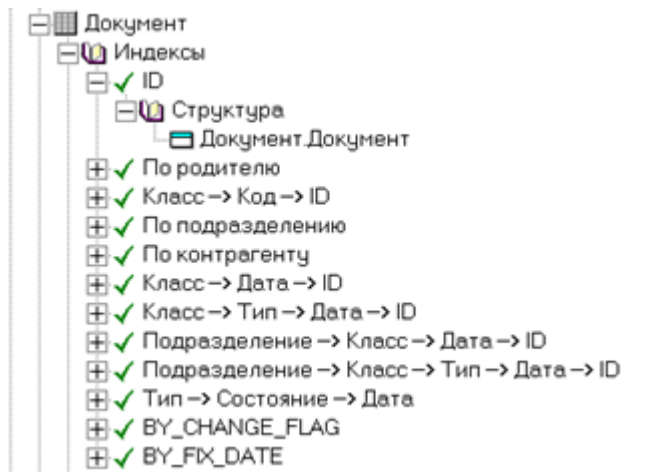 Документ
Индексы
ID
Структура
Документ.Документ
По родителю
Класс –> Код –> ID
По подразделению
По контрагенту
Класс –> Дата –> ID
Класс –> Тип –> Дата –> ID
Подразделение –> Класс –> Дата –> ID
Подразделение –> Класс –> Тип –> Дата –> ID
Тип –> Состояние –> Дата
BY_CHANGE_FLAG
BY_FIX_DATE